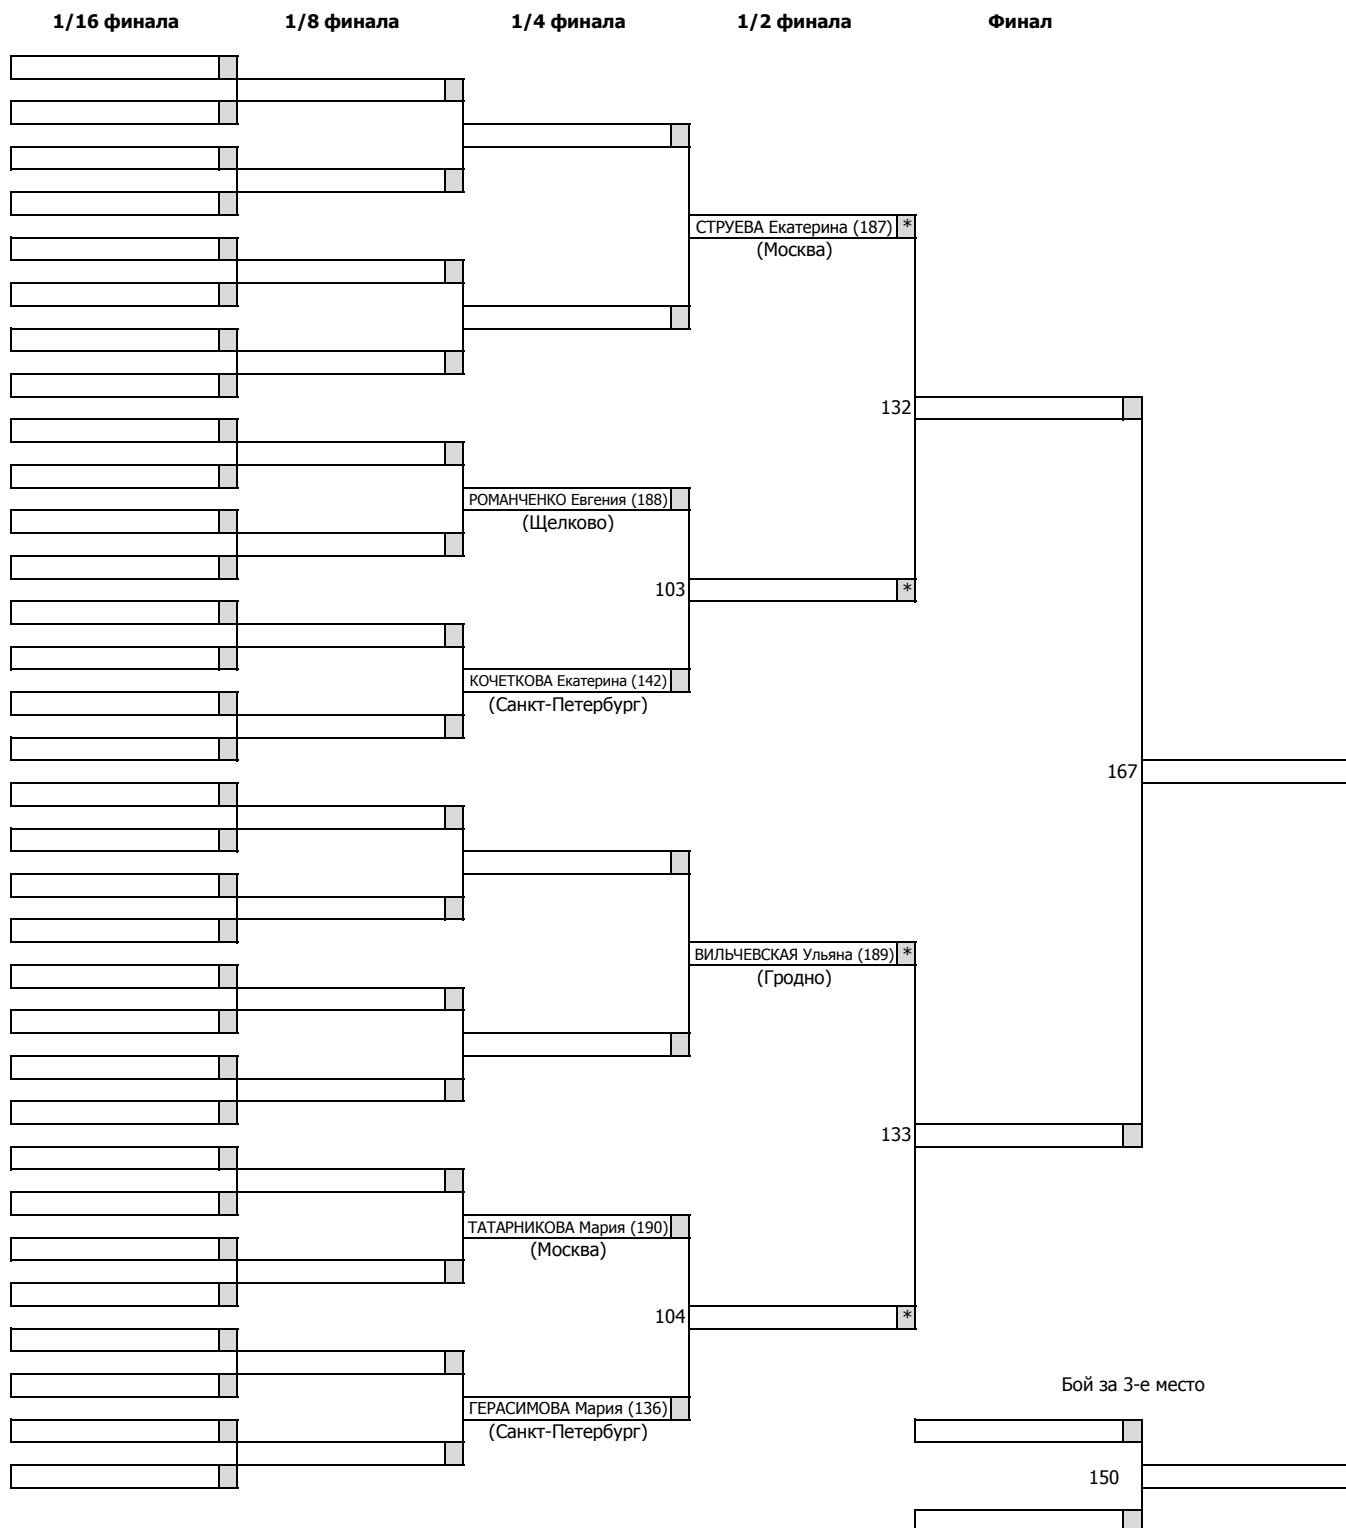 1/16 финала
1/8 финала
1/4 финала
1/2 финала
Финал
СТРУЕВА Екатерина (187) *
(Москва)
132
РОМАНЧЕНКО Евгения (188)
(Щелково)
103
*
КОЧЕТКОВА Екатерина (142)
(Санкт-Петербург)
167
ВИЛЬЧЕВСКАЯ Ульяна (189) *
(Гродно)
133
ТАТАРНИКОВА Мария (190)
(Москва)
104
*
Бой за 3-е место
ГЕРАСИМОВА Мария (136)
(Санкт-Петербург)
150